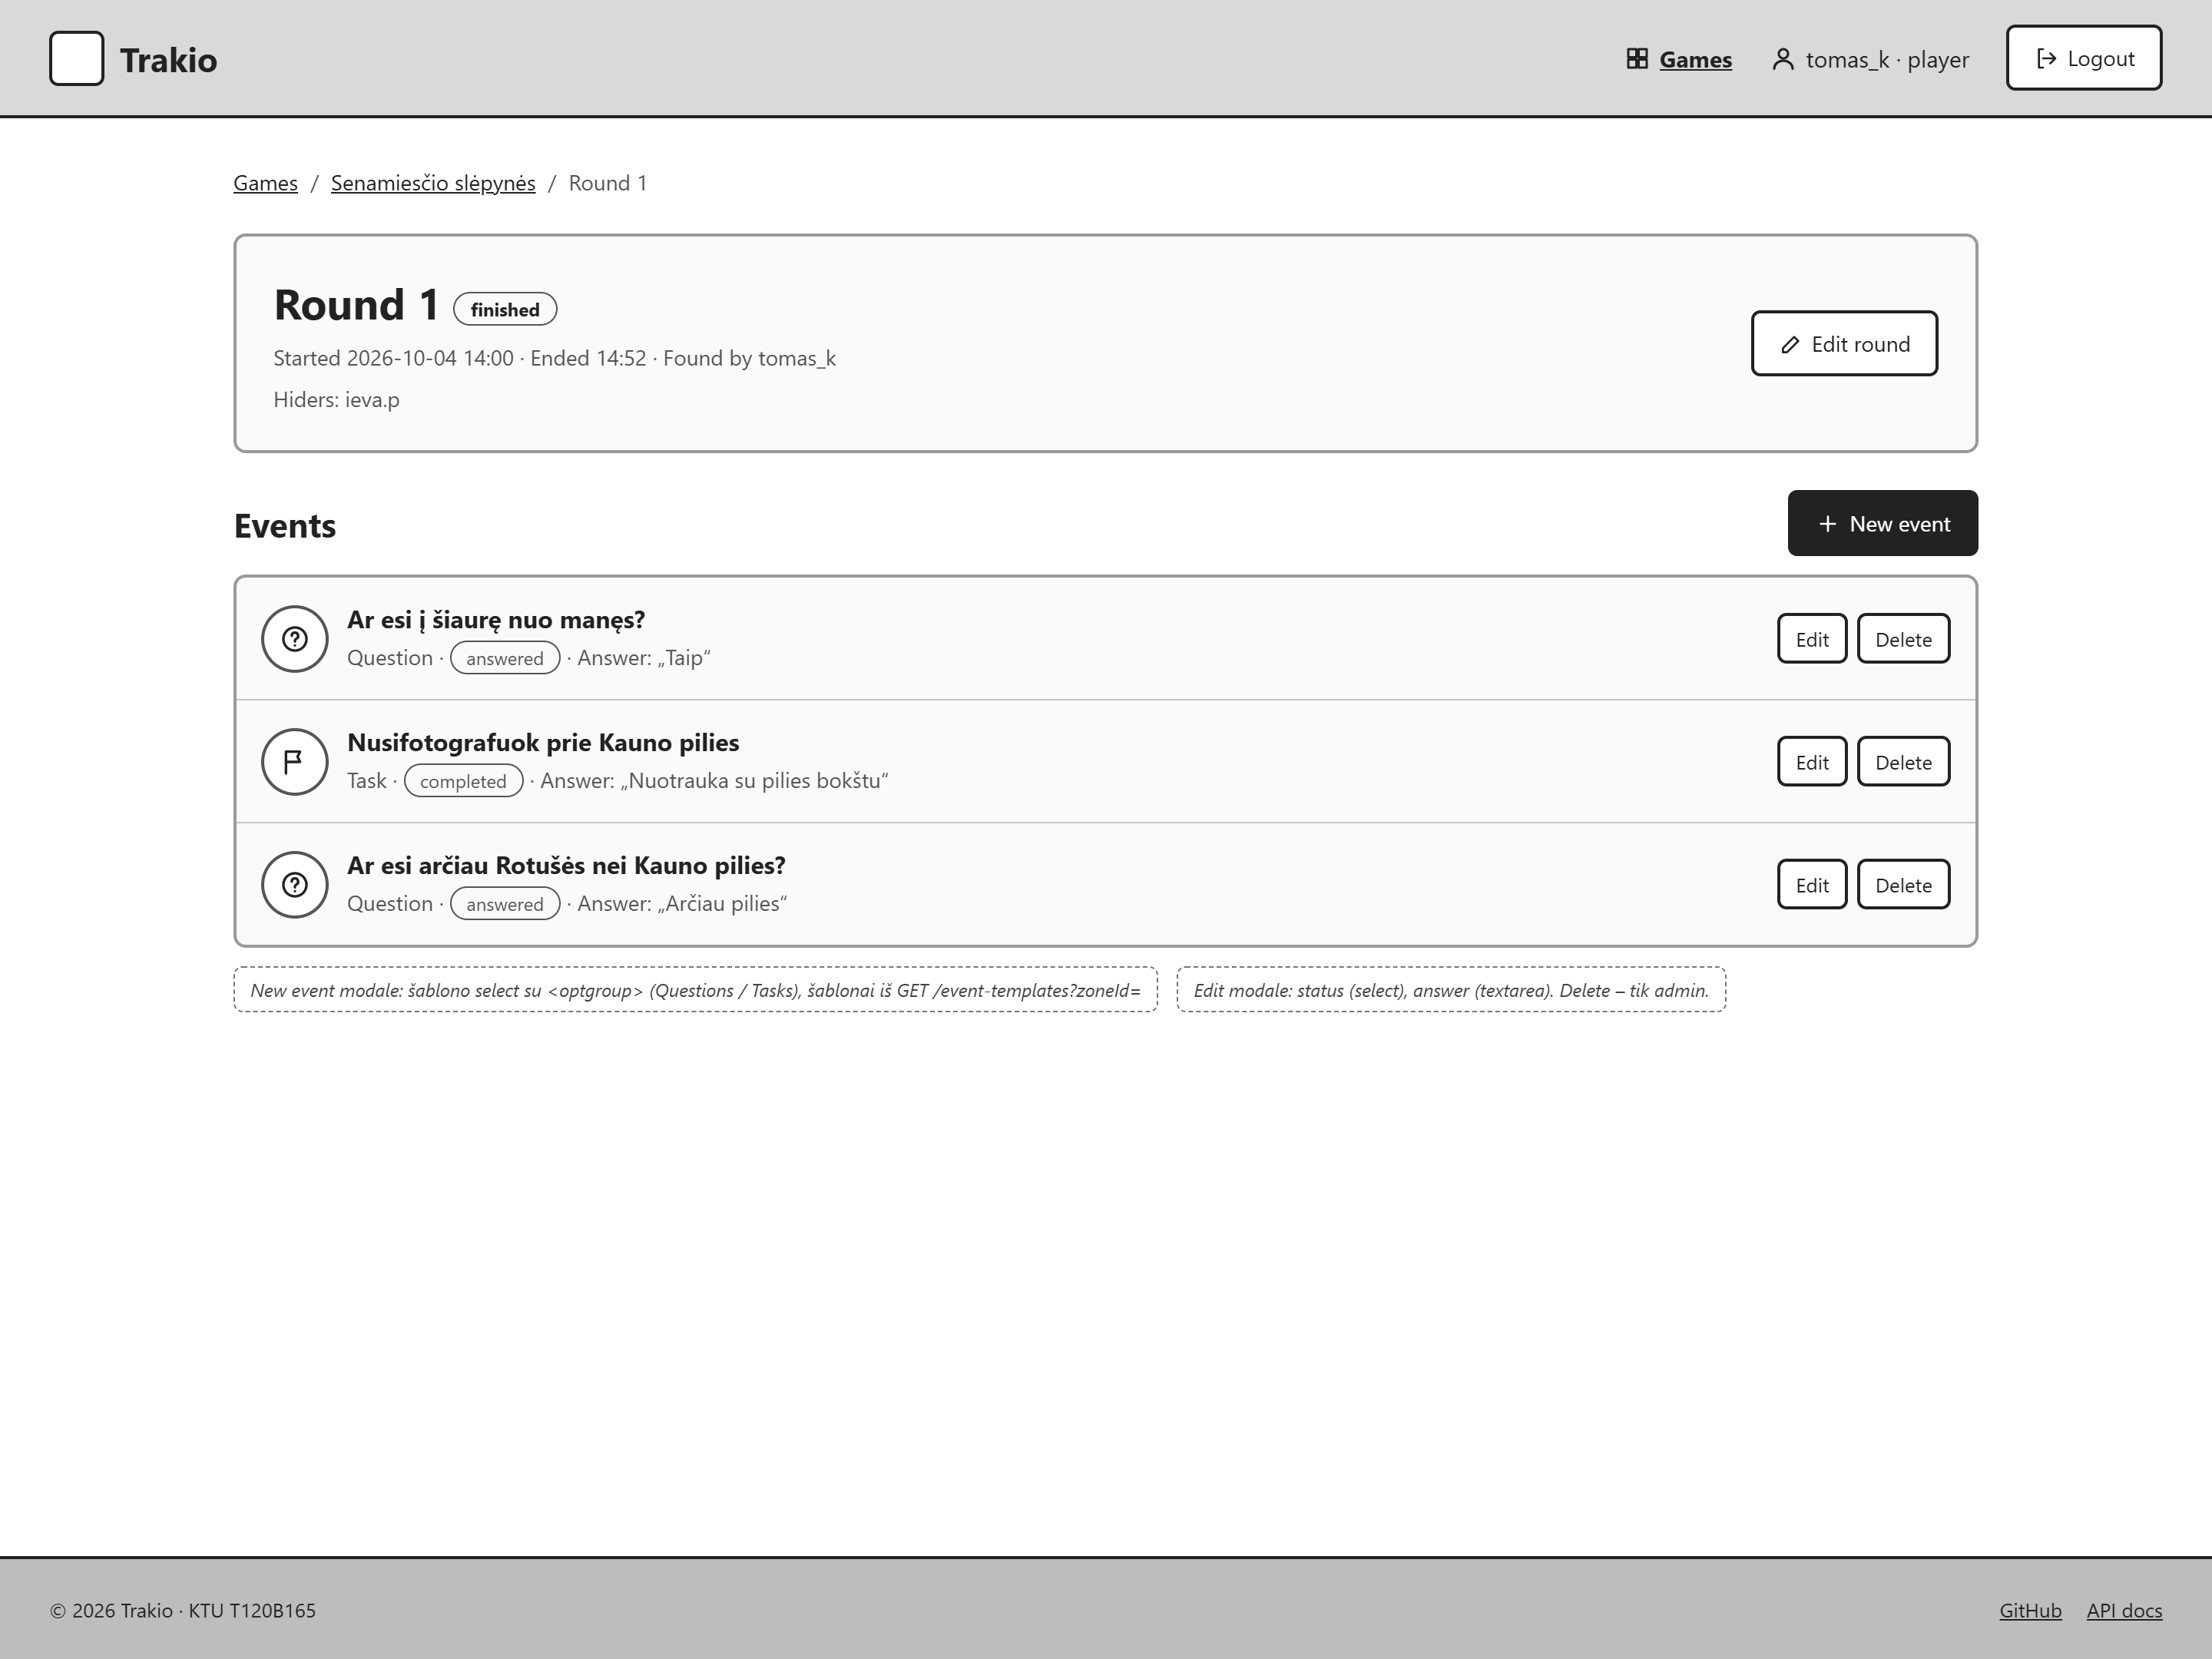 Trakio
Games
tomas_k · player
Logout
Games / Senamiesčio slėpynės / Round 1
Round 1 finished
Started 2026-10-04 14:00 · Ended 14:52 · Found by tomas_k
Hiders: ieva.p
Edit round
Events
+ New event
Ar esi į šiaurę nuo manęs?
Question · answered · Answer: „Taip“
Edit Delete
Nusifotografuok prie Kauno pilies
Task · completed · Answer: „Nuotrauka su pilies bokštu“
Edit Delete
Ar esi arčiau Rotušės nei Kauno pilies?
Question · answered · Answer: „Arčiau pilies“
Edit Delete
New event modale: šablono select su <optgroup> (Questions / Tasks), šablonai iš GET /event-templates?zoneId=
Edit modale: status (select), answer (textarea). Delete – tik admin.
© 2026 Trakio · KTU T120B165
GitHub API docs